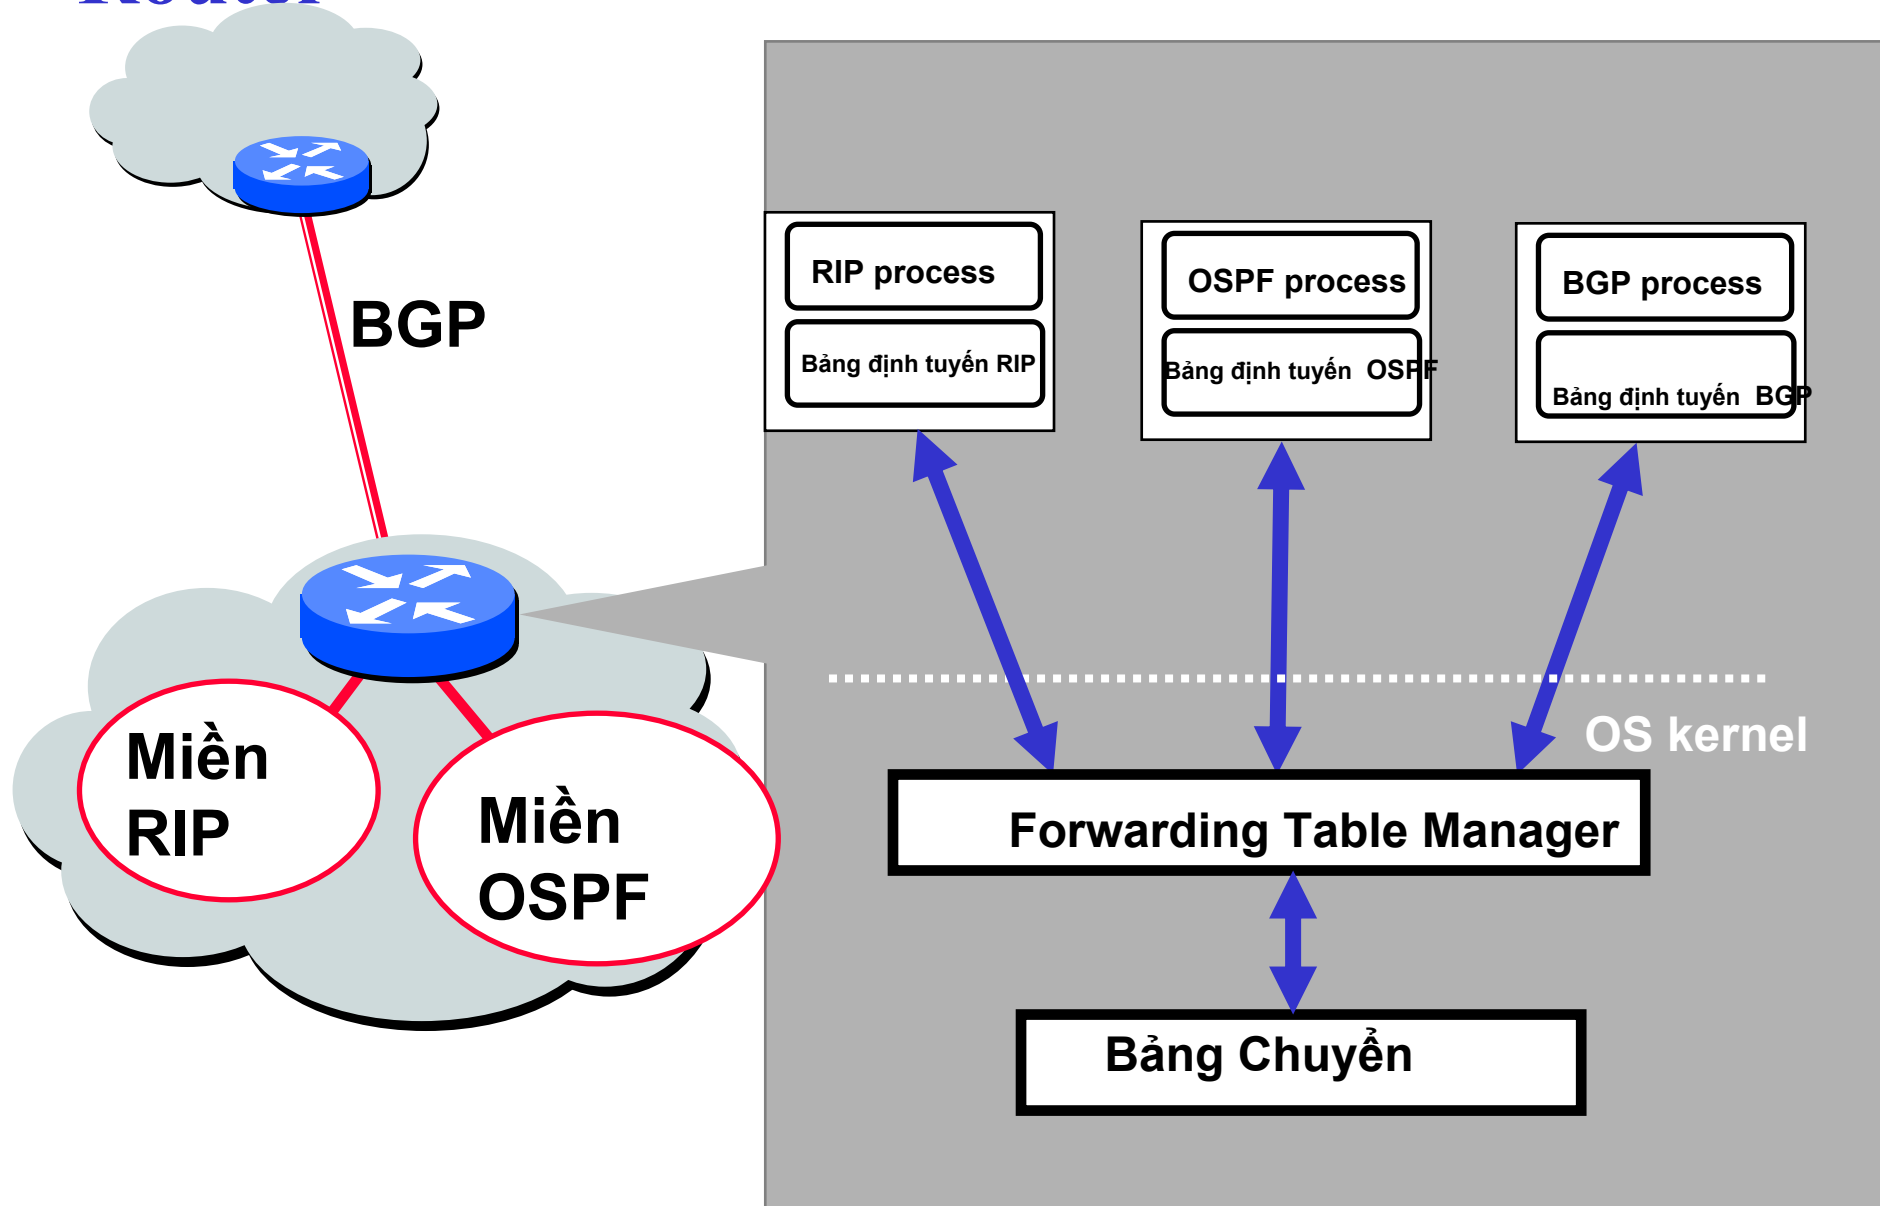 Router
BGP
RIP process
OSPF process
BGP process
Bảng định tuyến RIP
Bảng định tuyến OSPF
Bảng định tuyến BGP
OS kernel
Miền
RIP
Miền
OSPF
Forwarding Table Manager
Bảng Chuyển